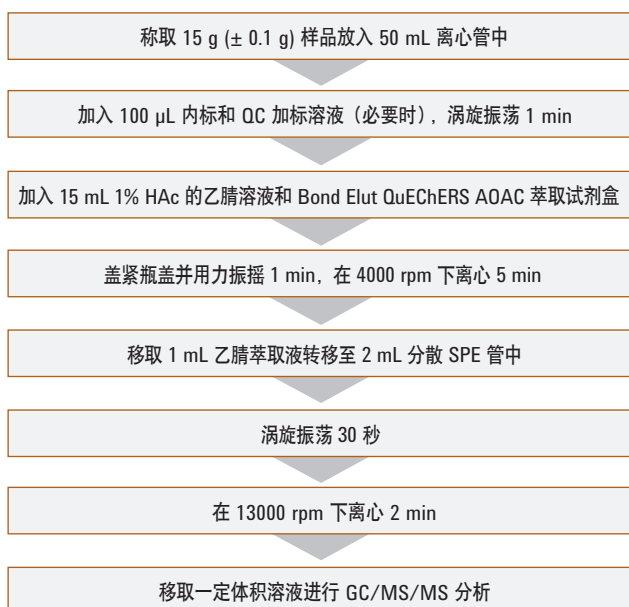 称取 15 g (± 0.1 g) 样品放入 50 mL 离心管中
加入 100 µL 内标和 QC 加标溶液（必要时），涡旋振荡 1 min
加入 15 mL 1% HAc 的乙腈溶液和 Bond Elut QuEChERS AOAC 萃取试剂盒
盖紧瓶盖并用力振摇 1 min，在 4000 rpm 下离心 5 min
移取 1 mL 乙腈萃取液转移至 2 mL 分散 SPE 管中
涡旋振荡 30 秒
在 13000 rpm 下离心 2 min
移取一定体积溶液进行 GC/MS/MS 分析